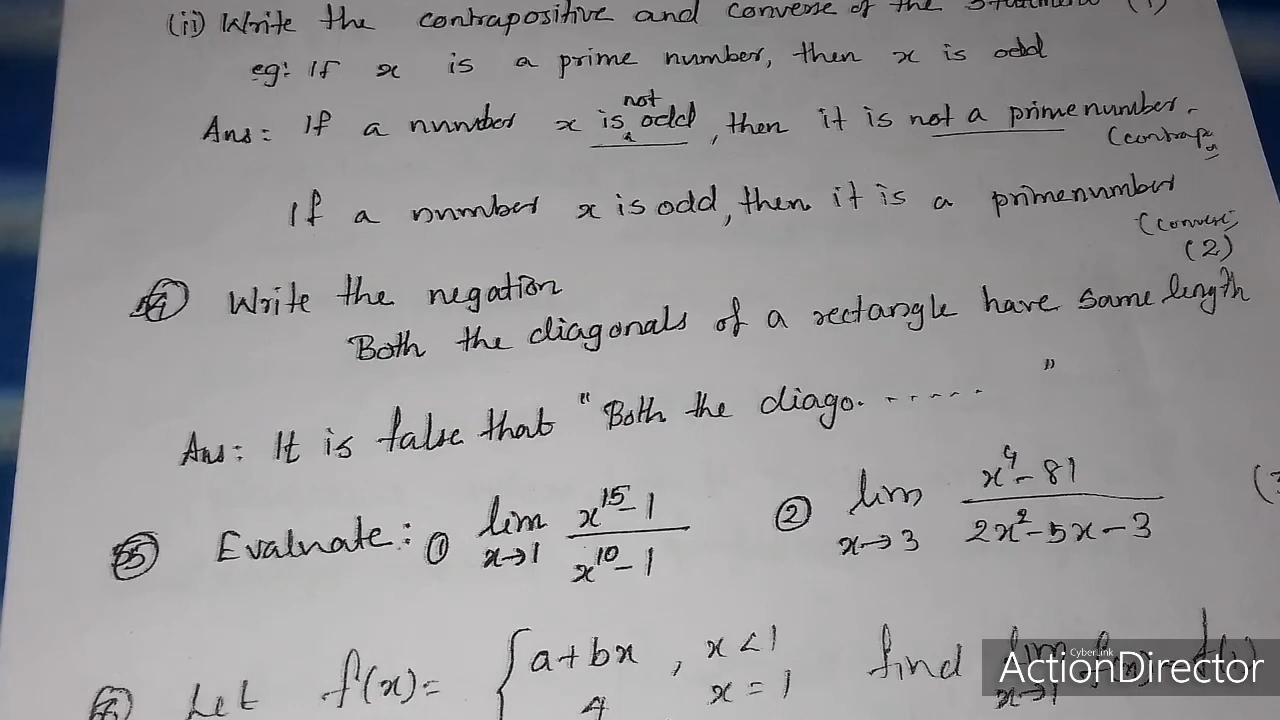 (ii) Write the contrapositive and converse of the
eg: If x is a prime number, then x is odd
Ans: If a number x is not odd, then it is not a prime number.
(contrap
If a number x is odd, then it is a prime number
(converse)
(2)
④ Write the negation
Both the diagonals of a rectangle have same length
Ans: It is false that "Both the diago. ....."
⑤ Evaluate: ① lim x→1 (x^15 - 1)/(x^10 - 1) ② lim x→3 (x^4 - 81)/(2x^2 - 5x - 3)
Let f(x) = { a+bx , x<1 find lim x→1
4 x = 1
CyberLink
ActionDirector